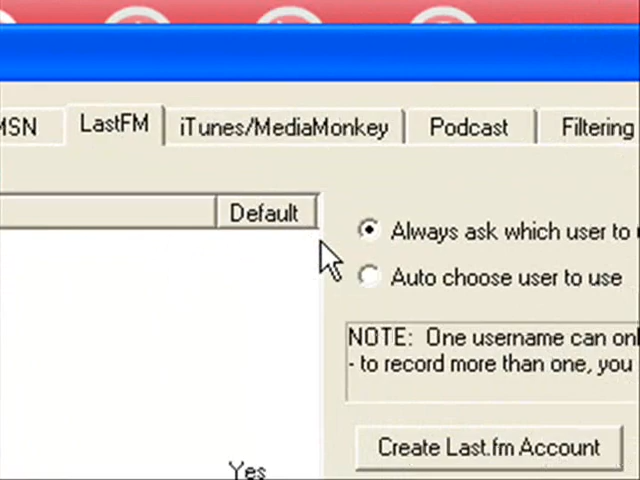 MSN LastFM iTunes/MediaMonkey Podcast Filtering
Default
Always ask which user to
Auto choose user to use
NOTE: One username can
- to record more than one, you
Create Last.fm Account
Yes